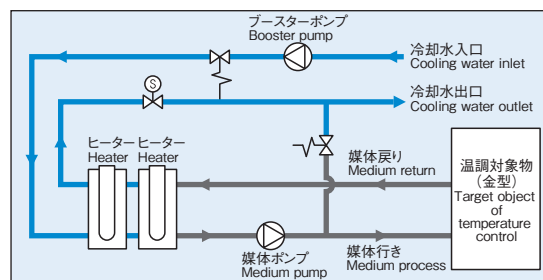 ブースターポンプ
Booster pump
冷却水入口
Cooling water inlet
冷却水出口
Cooling water outlet
S
ヒーター
Heater
ヒーター
Heater
媒体戻り
Medium return
温調対象物
（金型）
Target object
of
temperature
control
媒体ポンプ
Medium pump
媒体行き
Medium process